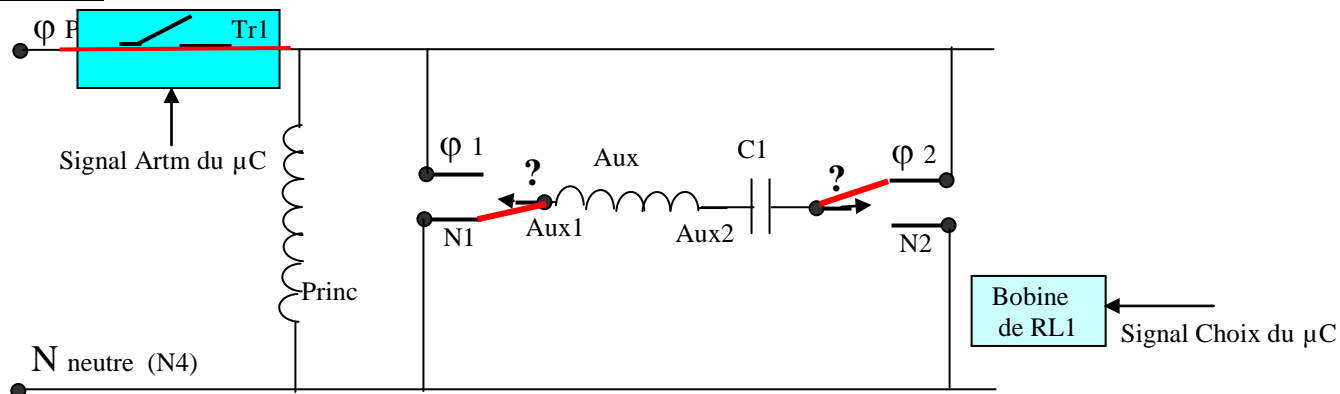 φ P Tr1
Signal Artm du µC
φ 1
?
Aux
C1
?
φ 2
N1
Aux1
Aux2
N2
Princ
Bobine
de RL1
Signal Choix du µC
N neutre (N4)